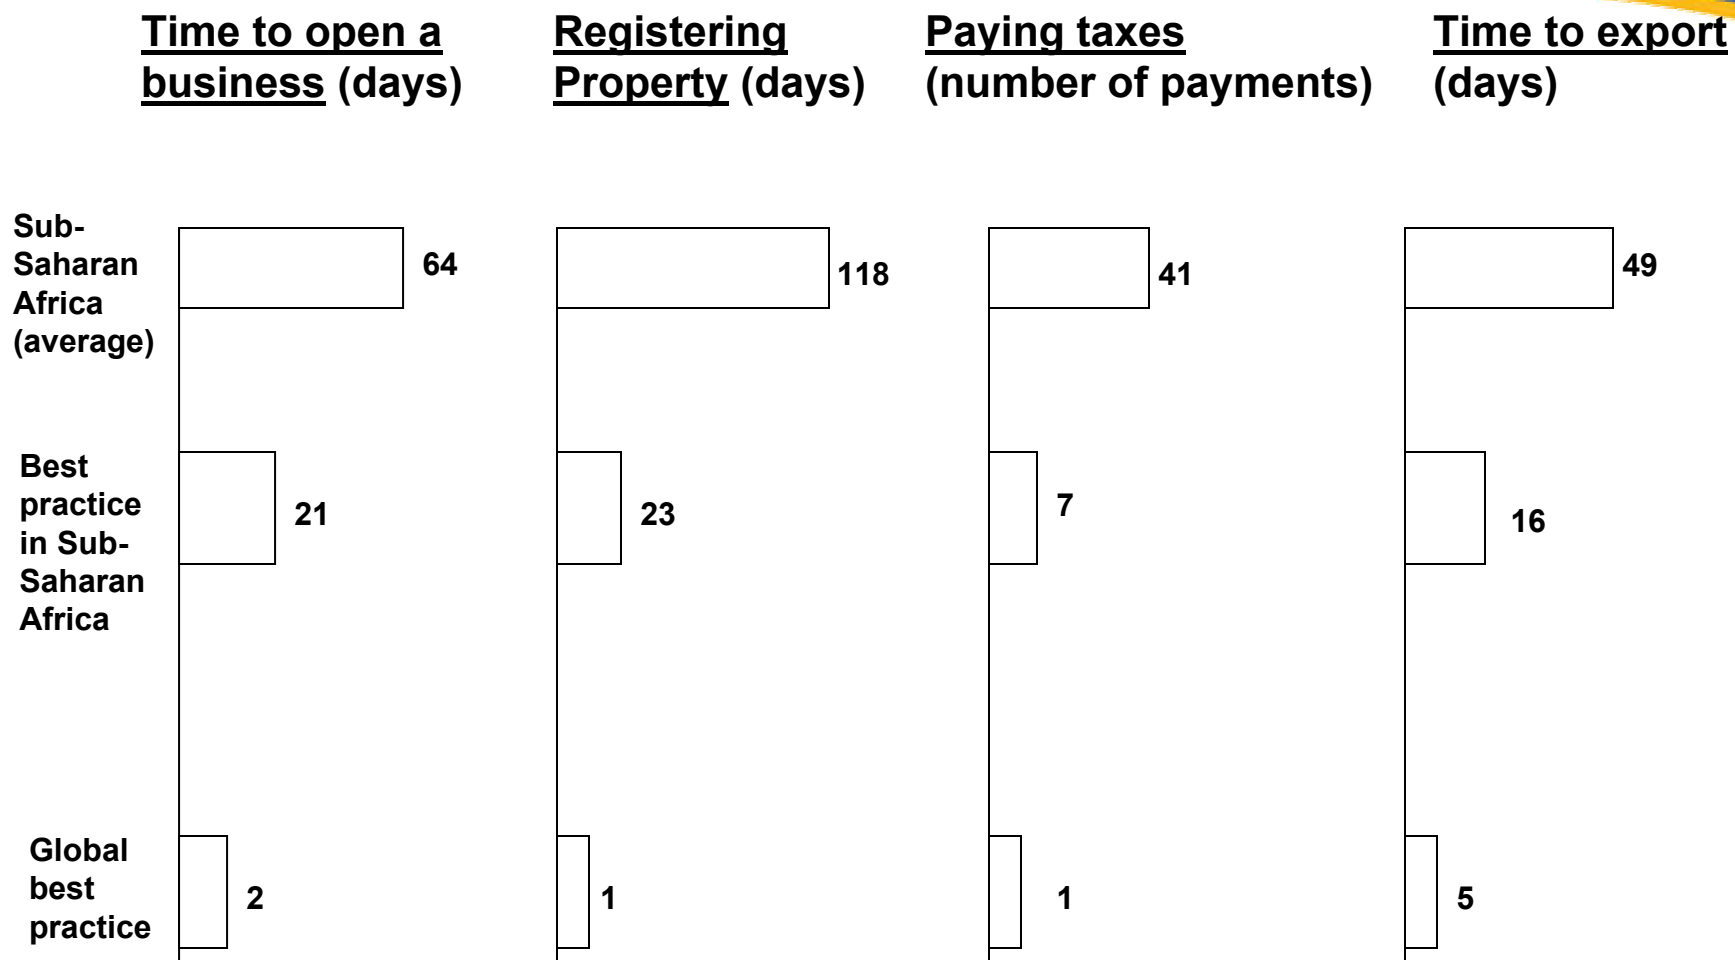 Time to open a
business (days)
Registering
Property (days)
Paying taxes
(number of payments)
Time to export
(days)
Sub-
Saharan
Africa
(average)
64
118
41
49
Best
practice
in Sub-
Saharan
Africa
21
23
7
16
Global
best
practice
2
1
1
5